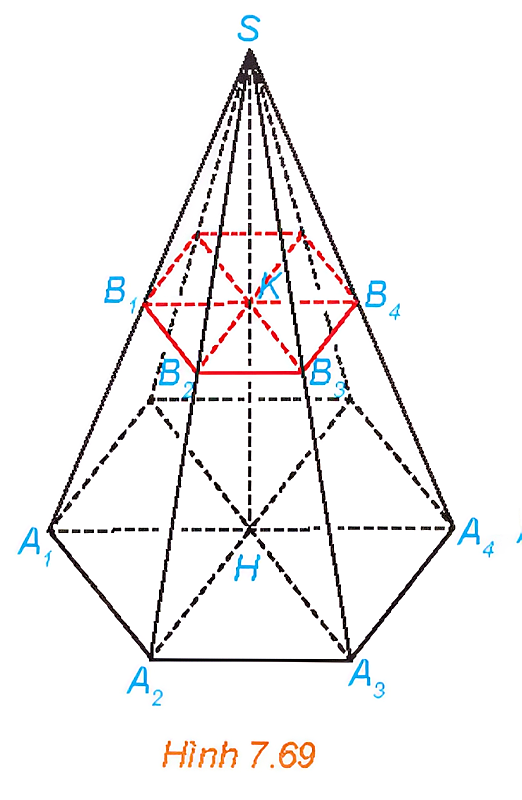 S
B₁ K B₄
B₂ B₃
A₁ H A₄
A₂ A₃
Hình 7.69